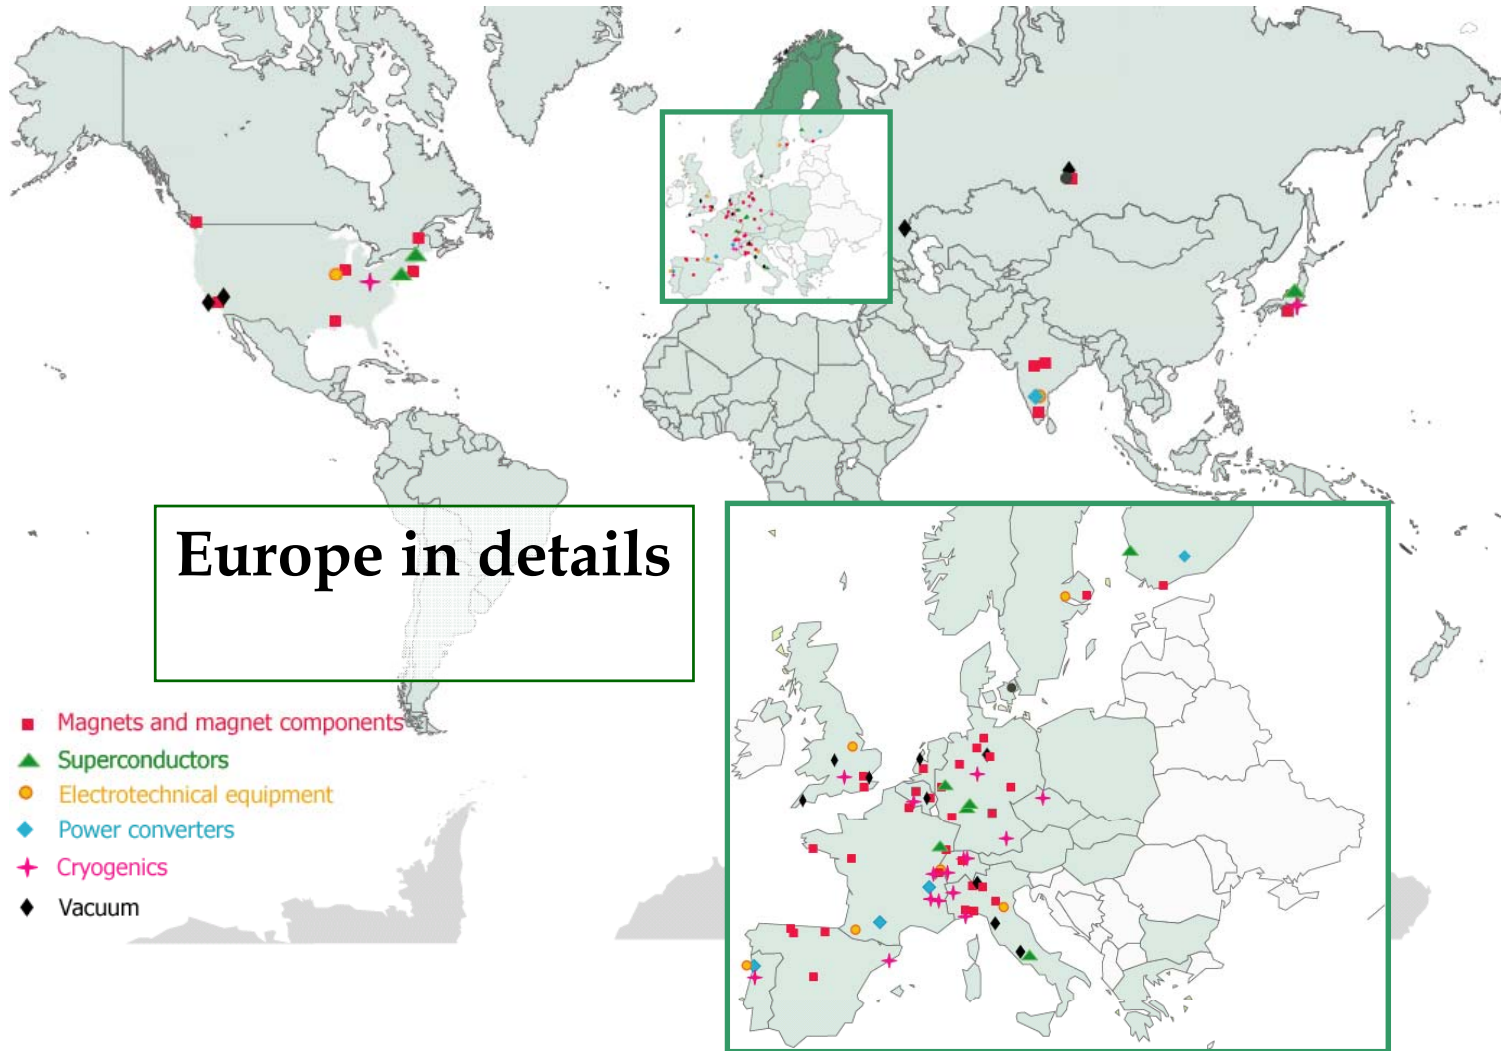 Europe in details
Magnets and magnet components
Superconductors
Electrotechnical equipment
Power converters
Cryogenics
Vacuum